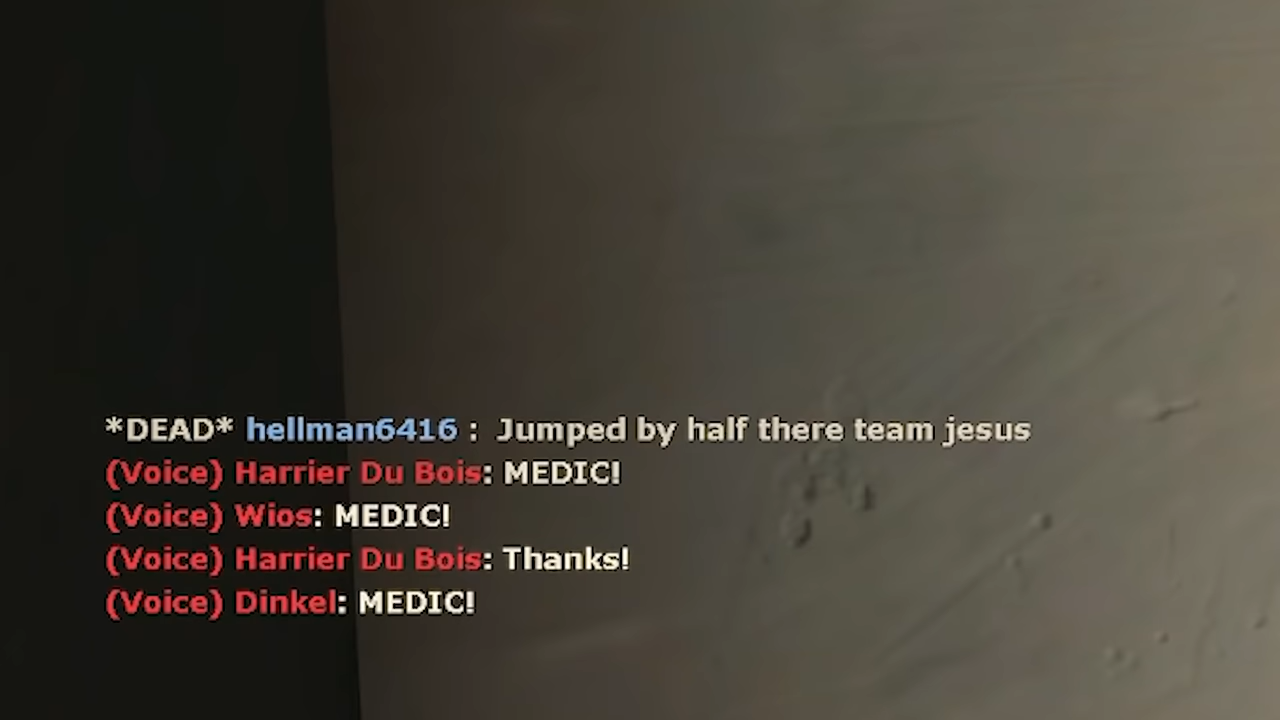 *DEAD* hellman6416 :  Jumped by half there team jesus
(Voice) Harrier Du Bois: MEDIC!
(Voice) Wios: MEDIC!
(Voice) Harrier Du Bois: Thanks!
(Voice) Dinkel: MEDIC!